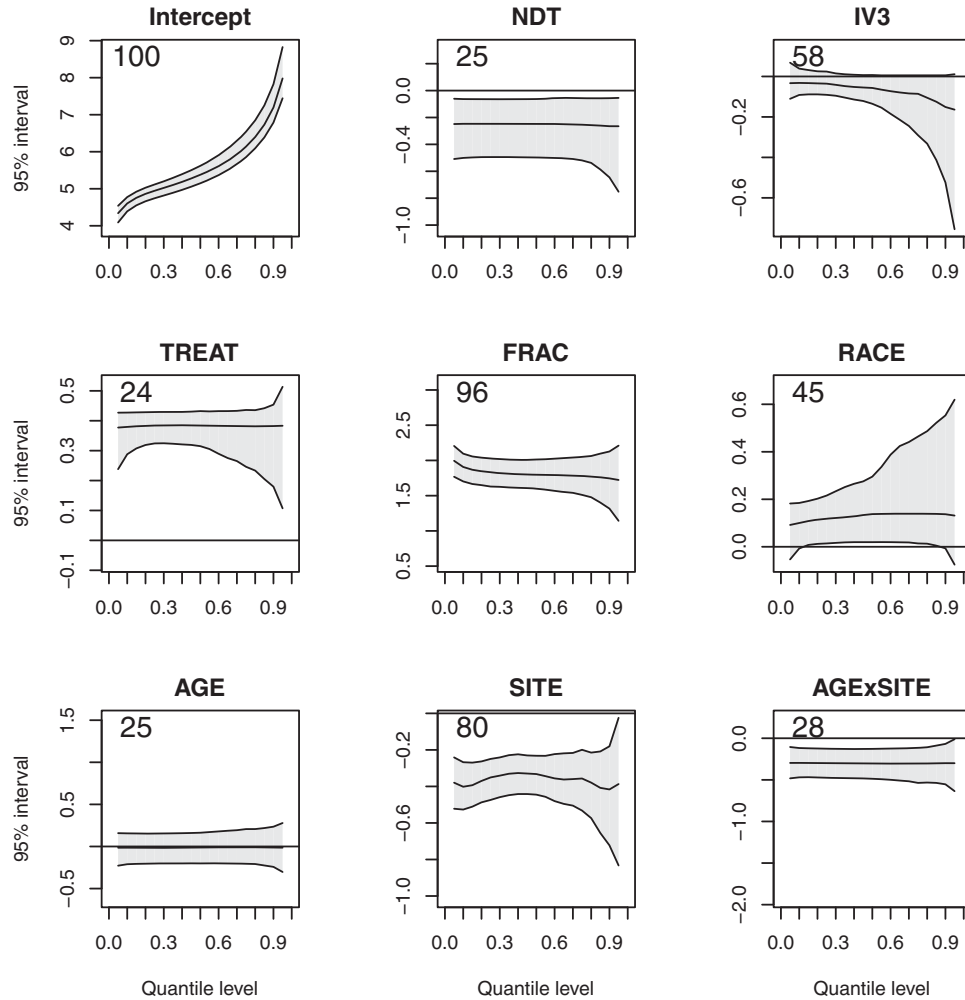 Intercept NDT IV3
95% interval
100
9
8
7
6
5
4
0.0 0.3 0.6 0.9
25
0.0
−0.4
−1.0
0.0 0.3 0.6 0.9
58
−0.2
−0.6
0.0 0.3 0.6 0.9
TREAT FRAC RACE
95% interval
24
0.5
0.3
0.1
−0.1
0.0 0.3 0.6 0.9
96
2.5
1.5
0.5
0.0 0.3 0.6 0.9
45
0.6
0.4
0.2
0.0
0.0 0.3 0.6 0.9
AGE SITE AGExSITE
95% interval
25
1.5
0.5
−0.5
0.0 0.3 0.6 0.9
80
−0.2
−0.6
−1.0
0.0 0.3 0.6 0.9
28
0.0
−1.0
−2.0
0.0 0.3 0.6 0.9
Quantile level Quantile level Quantile level